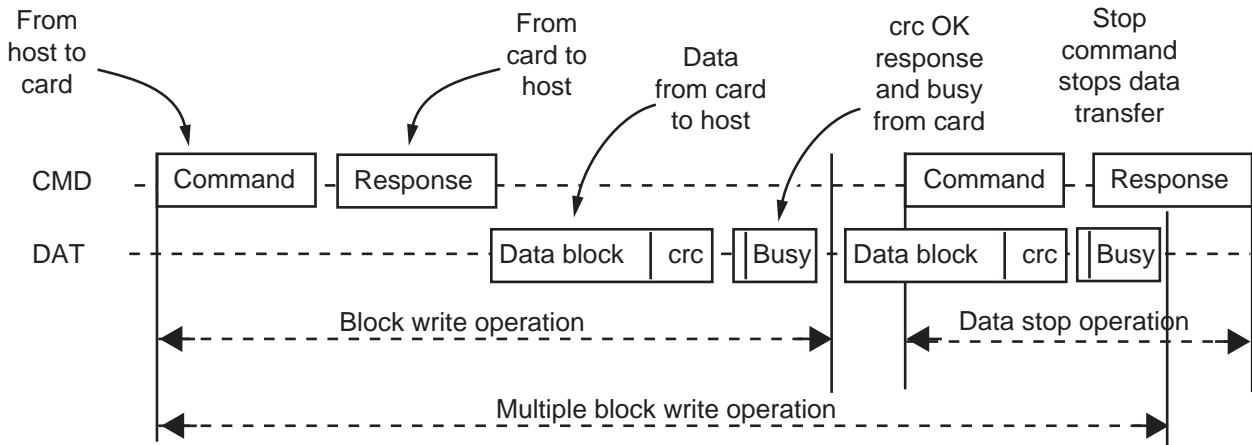 From
host to
card
From
card to
host
Data
from card
to host
crc OK
response
and busy
from card
Stop
command
stops data
transfer
CMD
Command
Response
Command
Response
DAT
Data block
crc
Busy
Data block
crc
Busy
Block write operation
Data stop operation
Multiple block write operation